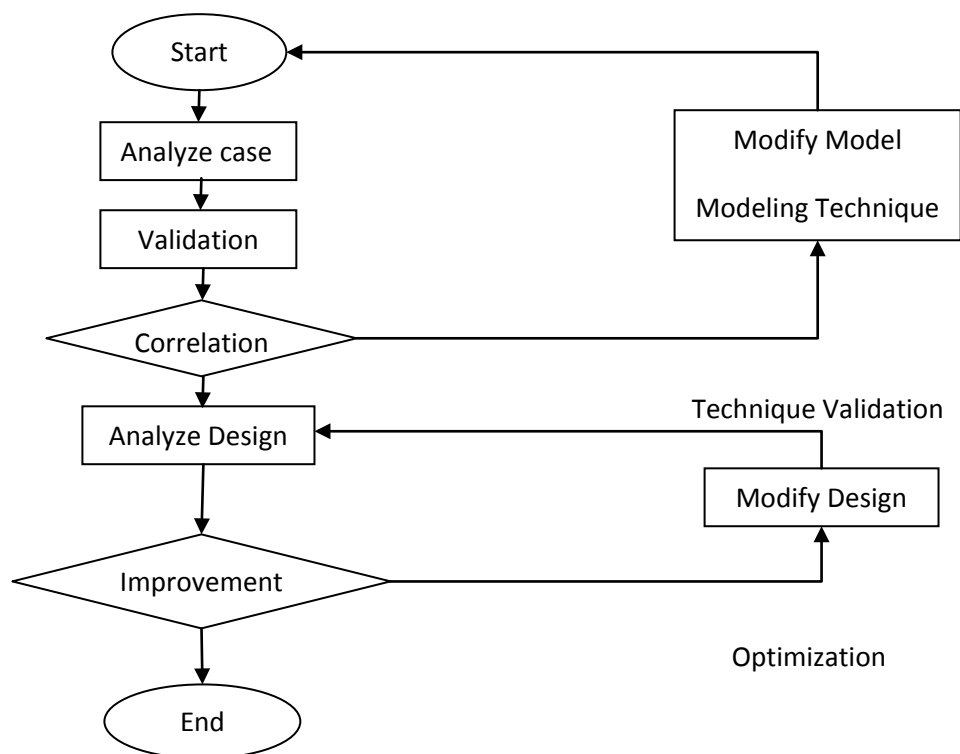 Start
Analyze case
Modify Model
Modeling Technique
Validation
Correlation
Technique Validation
Analyze Design
Modify Design
Improvement
Optimization
End